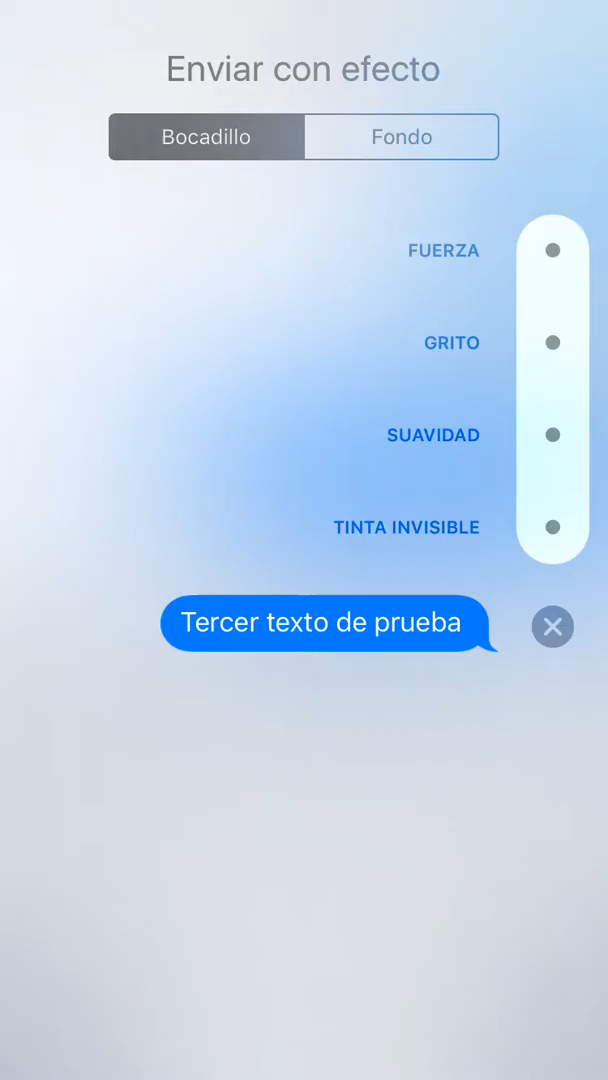 Enviar con efecto
Bocadillo Fondo
FUERZA
GRITO
SUAVIDAD
TINTA INVISIBLE
Tercer texto de prueba